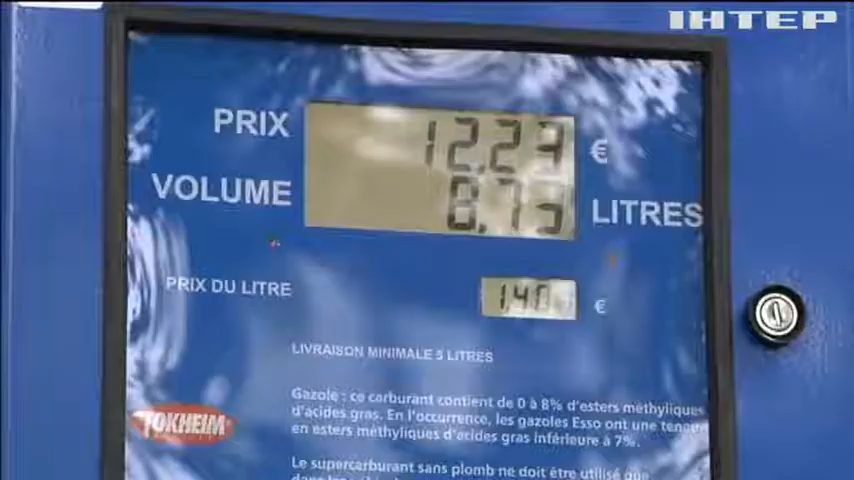 ІНТЕР
PRIX 12.23 €
VOLUME 8.73 LITRES
PRIX DU LITRE 1,40 €
LIVRAISON MINIMALE 5 LITRES
Gazole : ce carburant contient de 0 à 8% d'esters méthyliques
d'acides gras. En l'occurrence, les gazoles Esso ont une teneur
en esters méthyliques d'acides gras inférieure à 7%.
TOKHEIM
Le supercarburant sans plomb ne doit être utilisé que